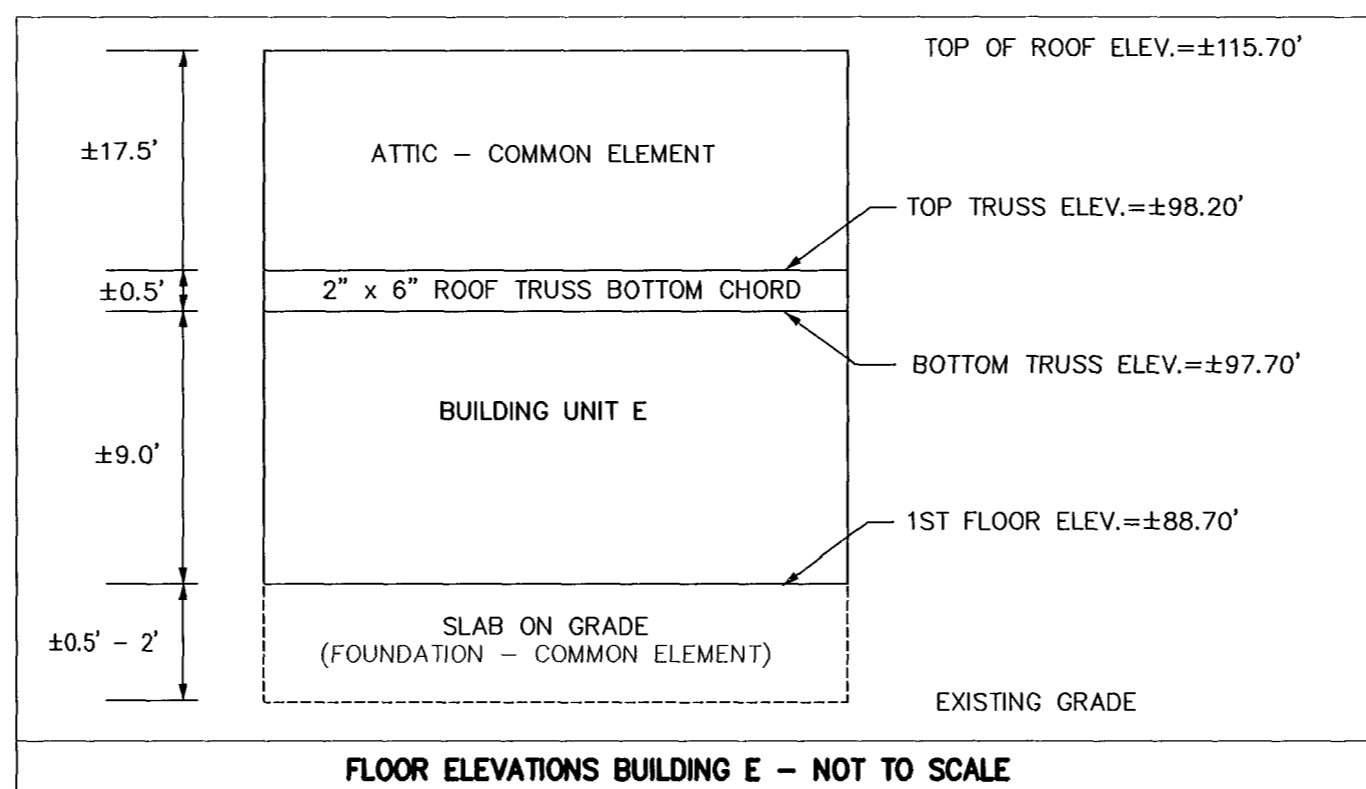 TOP OF ROOF ELEV.=±115.70'
±17.5'
ATTIC – COMMON ELEMENT
TOP TRUSS ELEV.=±98.20'
±0.5'
2" x 6" ROOF TRUSS BOTTOM CHORD
BOTTOM TRUSS ELEV.=±97.70'
BUILDING UNIT E
±9.0'
1ST FLOOR ELEV.=±88.70'
±0.5' – 2'
SLAB ON GRADE
(FOUNDATION – COMMON ELEMENT)
EXISTING GRADE
FLOOR ELEVATIONS BUILDING E – NOT TO SCALE